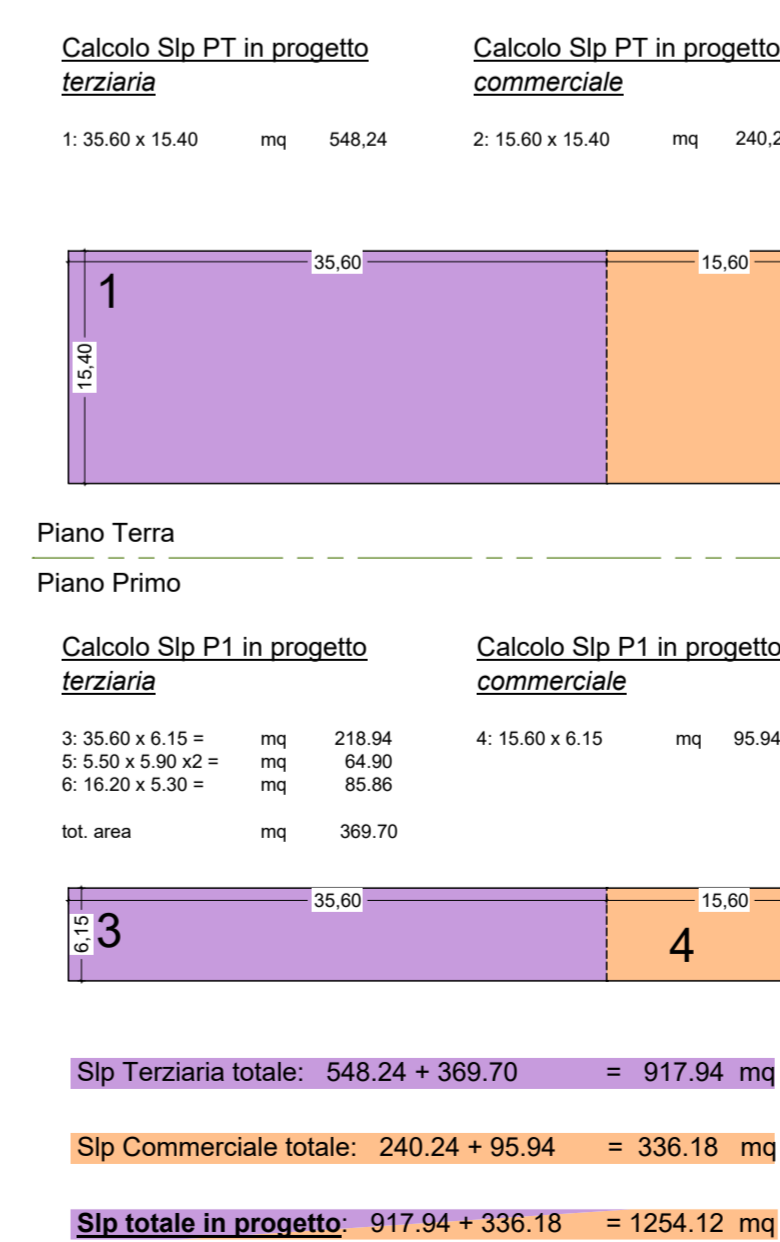 Calcolo Slp PT in progetto
terziaria
1: 35.60 x 15.40 mq 548,24
Calcolo Slp PT in progetto
commerciale
2: 15.60 x 15.40 mq 240,2
35,60
15,60
1
15,40
Piano Terra
Piano Primo
Calcolo Slp P1 in progetto
terziaria
3: 35.60 x 6.15 = mq 218.94
5: 5.50 x 5.90 x2 = mq 64.90
6: 16.20 x 5.30 = mq 85.86
tot. area mq 369.70
Calcolo Slp P1 in progetto
commerciale
4: 15.60 x 6.15 mq 95.94
35,60
15,60
6,15
3
4
Slp Terziaria totale: 548.24 + 369.70 = 917.94 mq
Slp Commerciale totale: 240.24 + 95.94 = 336.18 mq
Slp totale in progetto: 917.94 + 336.18 = 1254.12 mq